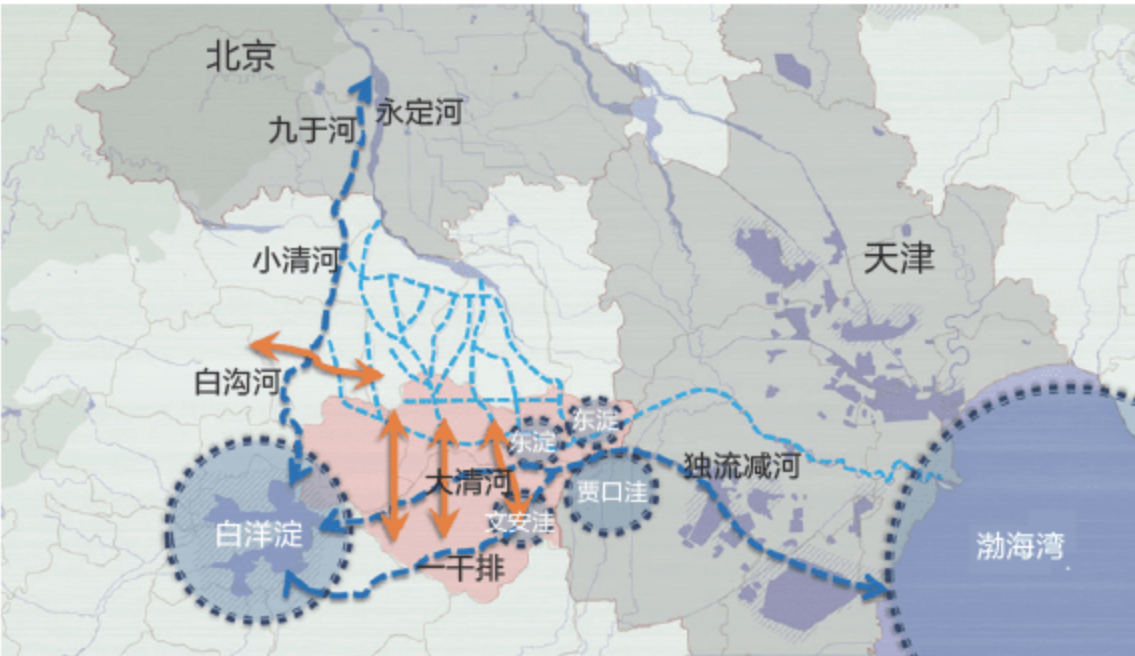 北京
永定河
九于河
小清河
天津
白沟河
东淀
东淀
独流减河
大清河
贾口洼
文安洼
白洋淀
渤海湾
一干排